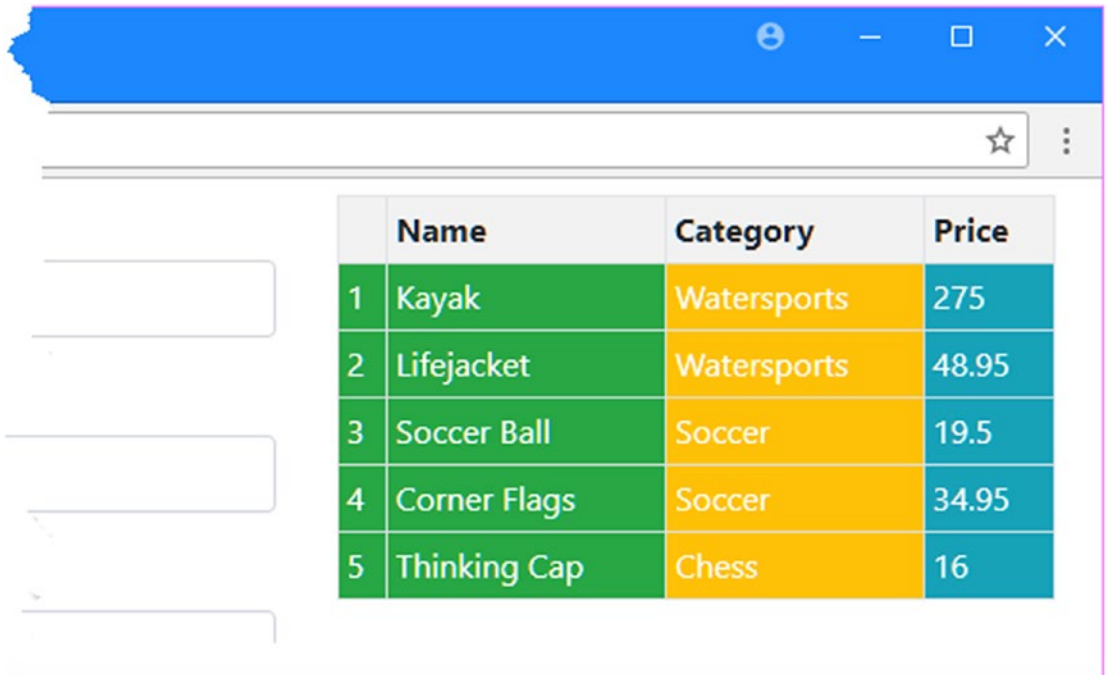 Name Category Price
1 Kayak Watersports 275
2 Lifejacket Watersports 48.95
3 Soccer Ball Soccer 19.5
4 Corner Flags Soccer 34.95
5 Thinking Cap Chess 16